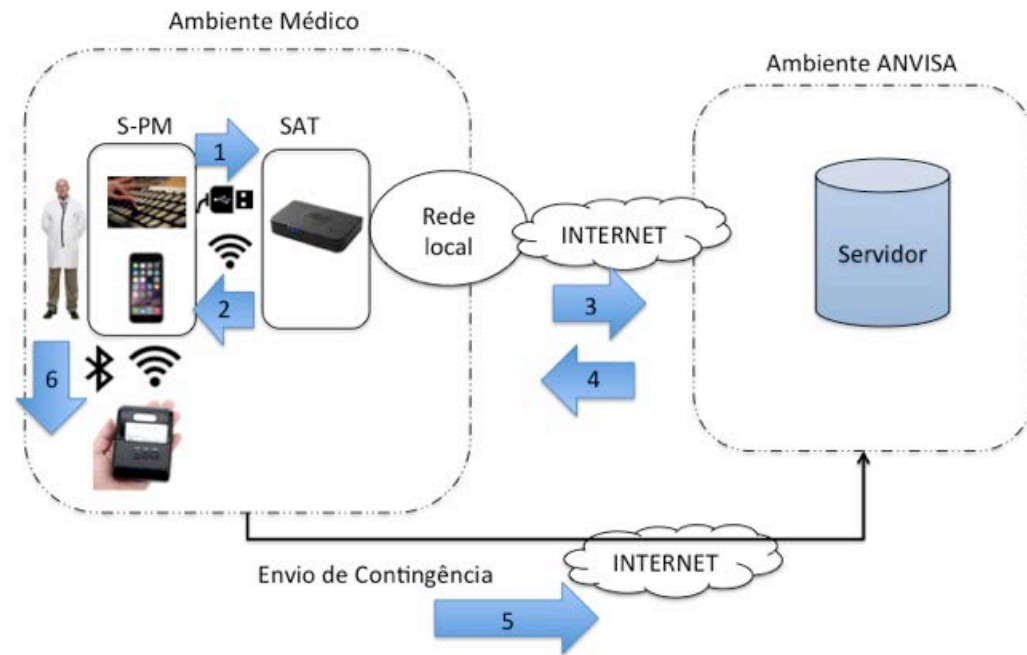 Ambiente Médico
Ambiente ANVISA
S-PM
SAT
1
2
Rede
local
INTERNET
3
4
Servidor
6
INTERNET
Envio de Contingência
5